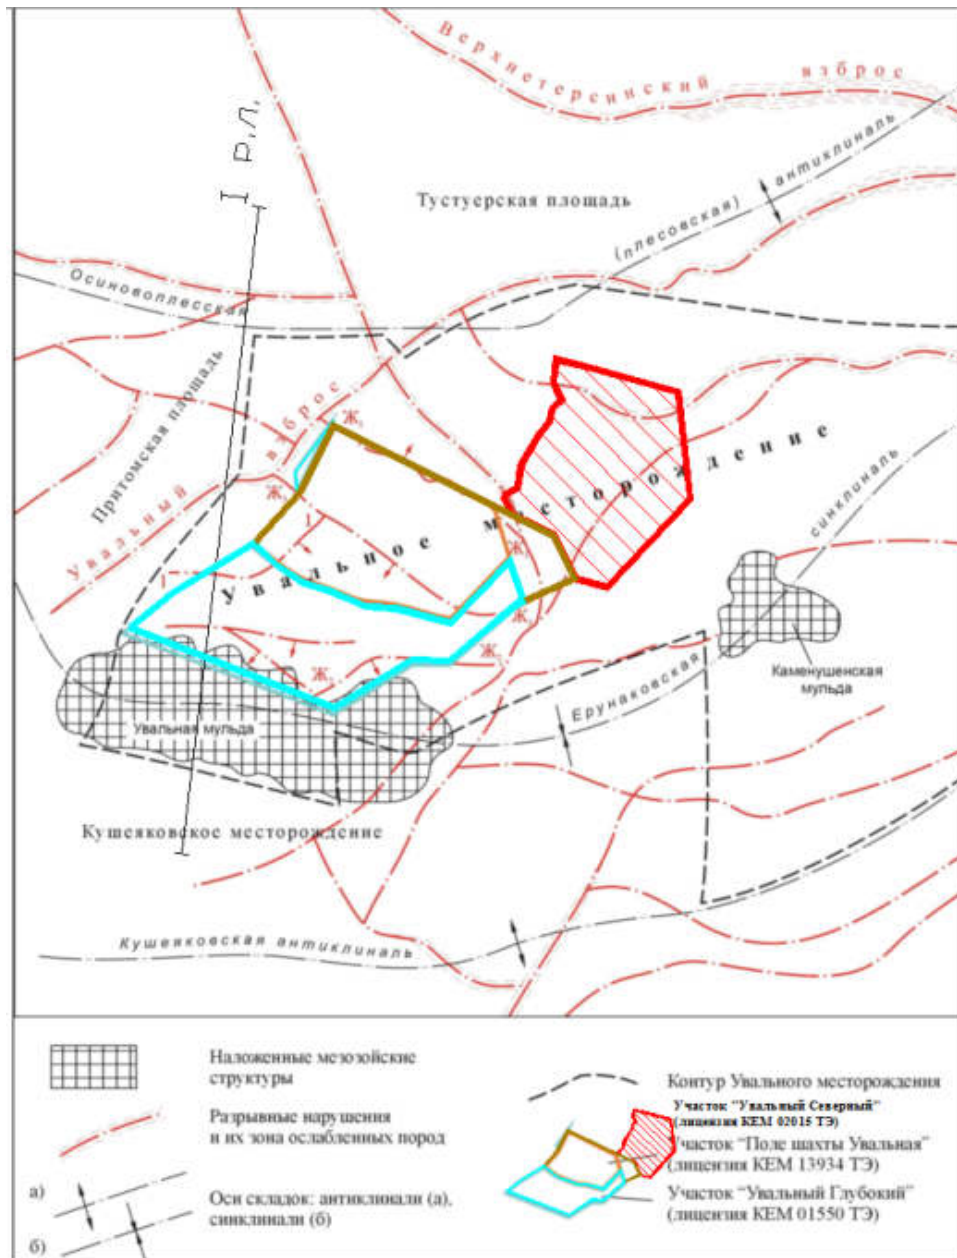 Верхнетерсинский взброс
I р.л.
Тустуерская площадь
(плесовская) антиклиналь
Осиновоплесская
Притомская площадь
Увальный взброс
Увальное месторождение
Ж
Ж
Ж
Ж
Ж
Ж
I
I
синклиналь
Ерунаковская
Каменушенская
мульда
Увальная мульда
Кушеяковское месторождение
Кушеяковская антиклиналь
Наложенные мезозойские
структуры
Разрывные нарушения
и их зона ослабленных пород
а)
б)
Оси складок: антиклинали (а),
синклинали (б)
Контур Увального месторождения
Участок "Увальный Северный"
(лицензия КЕМ 02015 ТЭ)
Участок "Поле шахты Увальная"
(лицензия КЕМ 13934 ТЭ)
Участок "Увальный Глубокий"
(лицензия КЕМ 01550 ТЭ)